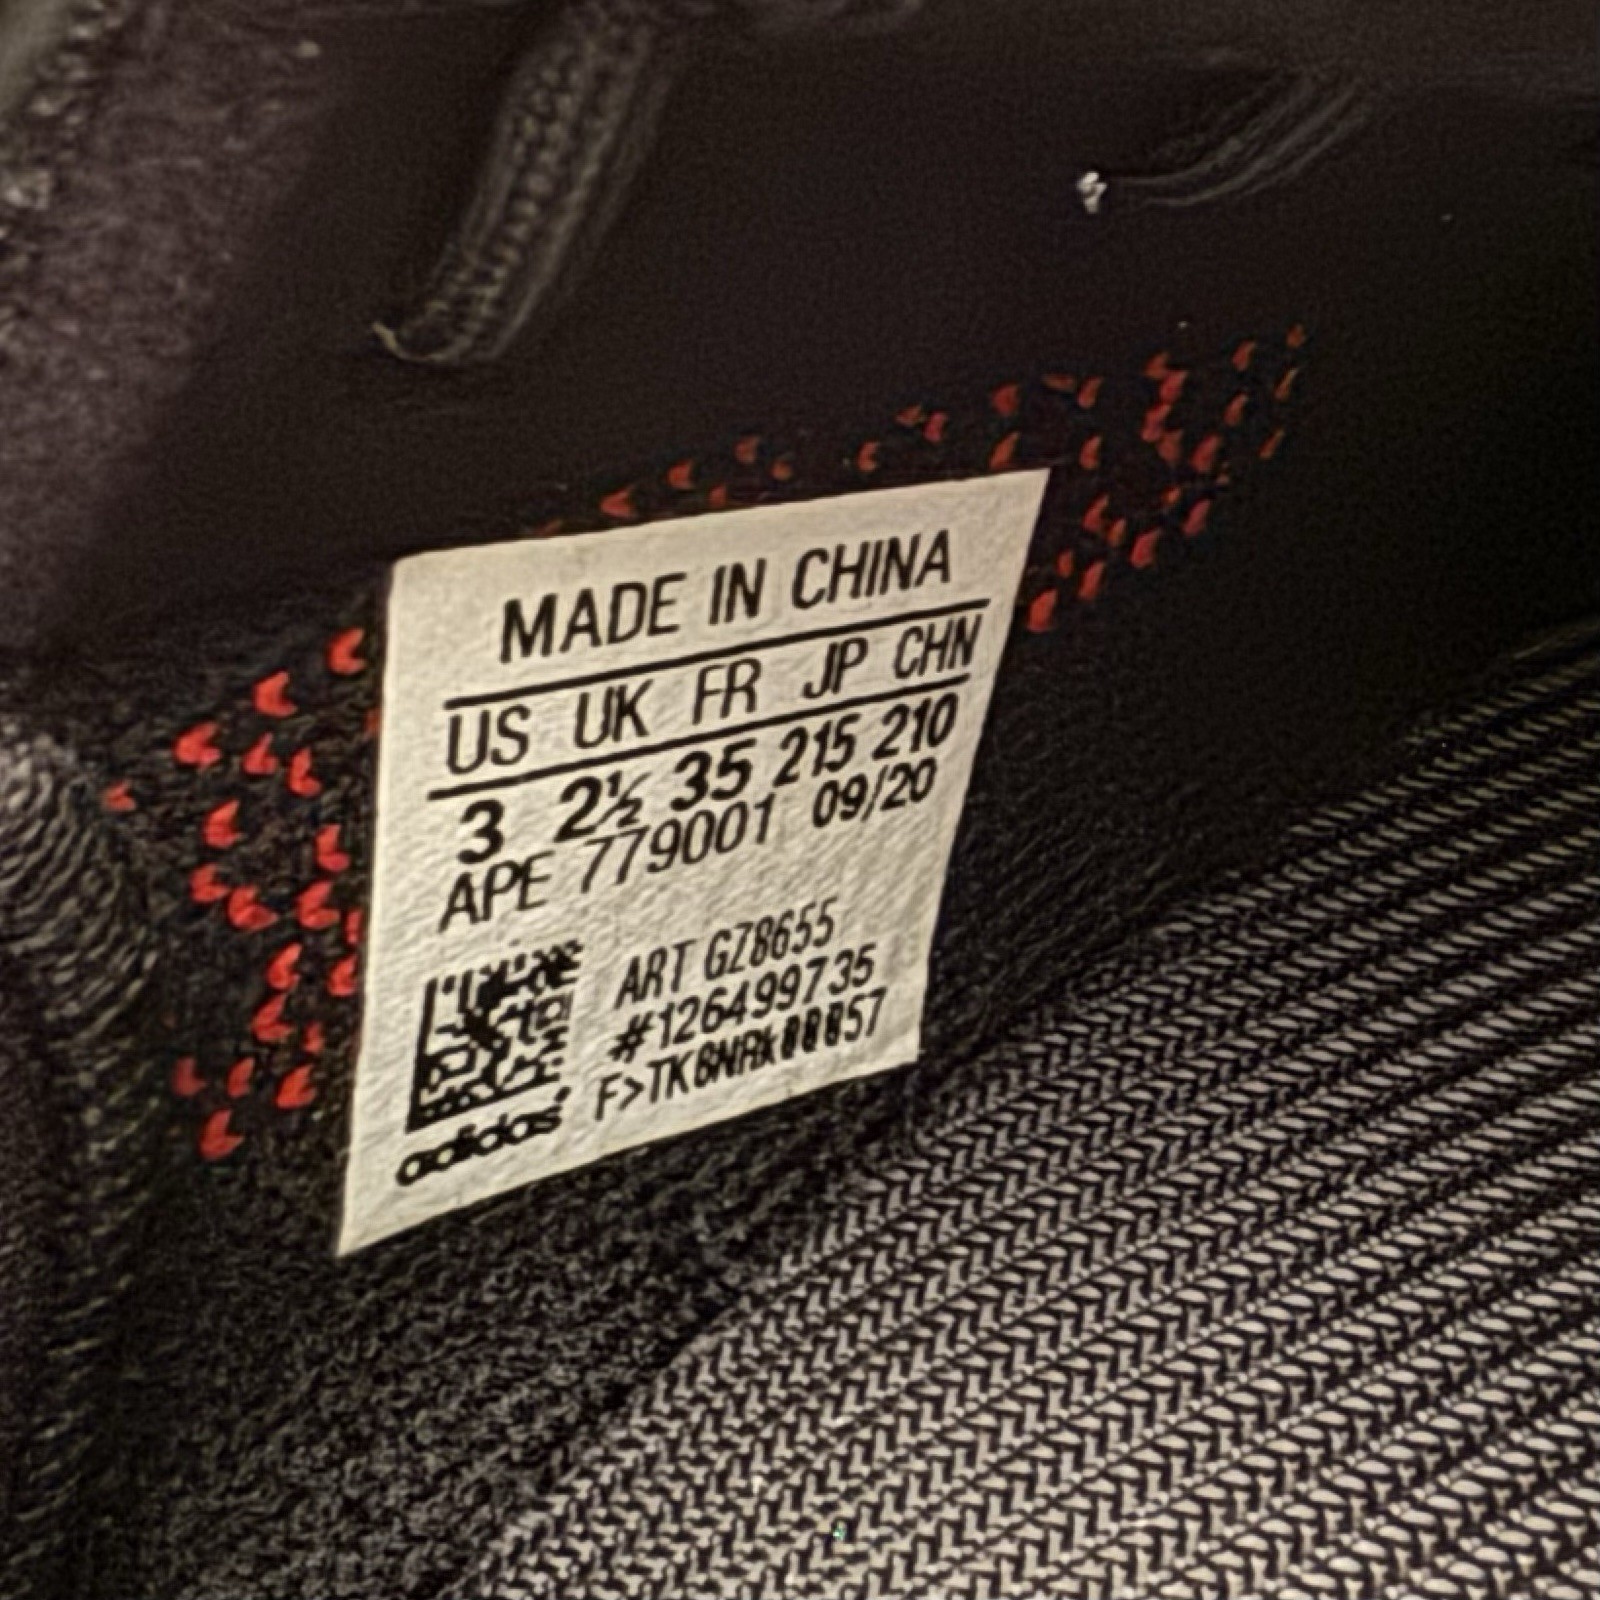 MADE IN CHINA
US UK FR JP CHN
3 2½ 35 215 210
APE 779001 09/20
ART GZ8655
#126499735
adidas